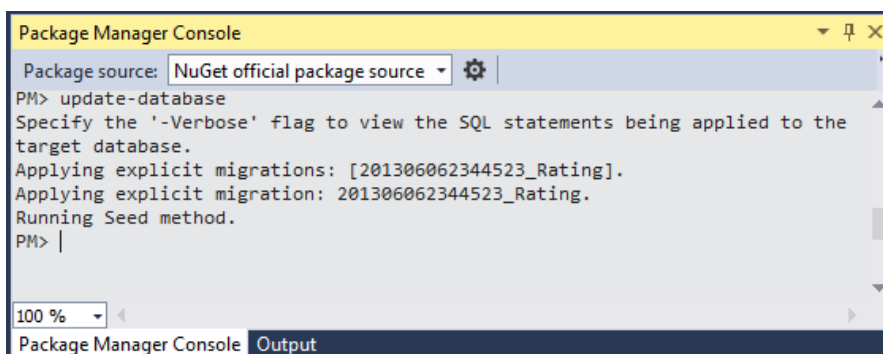 Package Manager Console
Package source: NuGet official package source
PM> update-database
Specify the '-Verbose' flag to view the SQL statements being applied to the
target database.
Applying explicit migrations: [201306062344523_Rating].
Applying explicit migration: 201306062344523_Rating.
Running Seed method.
PM>
100 %
Package Manager Console Output